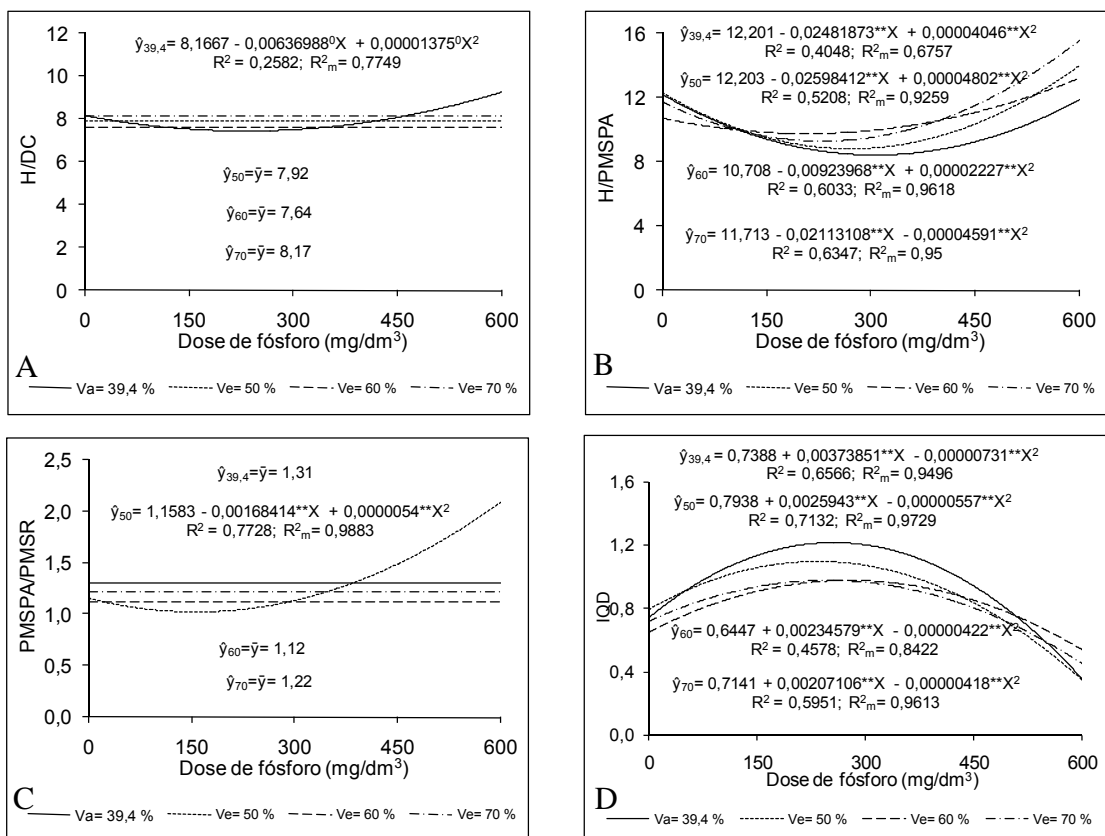 12
10
8
6
4
2
0
H/DC
ŷ39,4 = 8,1667 - 0,00636988⁰X + 0,00001375⁰X²
R² = 0,2582; R²m = 0,7749
ŷ50=ȳ= 7,92
ŷ60=ȳ= 7,64
ŷ70=ȳ= 8,17
0 150 300 450 600
Dose de fósforo (mg/dm³)
A
Va= 39,4 % Ve= 50 % Ve= 60 % Ve= 70 %
16
12
8
4
0
H/PMSPA
ŷ39,4 = 12,201 - 0,02481873**X + 0,00004046**X²
R² = 0,4048; R²m = 0,6757
ŷ50 = 12,203 - 0,02598412**X + 0,00004802**X²
R² = 0,5208; R²m = 0,9259
ŷ60= 10,708 - 0,00923968**X + 0,00002227**X²
R² = 0,6033; R²m = 0,9618
ŷ70= 11,713 - 0,02113108**X - 0,00004591**X²
R² = 0,6347; R²m = 0,95
0 150 300 450 600
Dose de fósforo (mg/dm³)
B
Va= 39,4 % Ve= 50 % Ve= 60 % Ve= 70 %
2,5
2,0
1,5
1,0
0,5
0,0
PMSPA/PMSR
ŷ39,4=ȳ= 1,31
ŷ50= 1,1583 - 0,00168414**X + 0,0000054**X²
R² = 0,7728; R²m= 0,9883
ŷ60=ȳ= 1,12
ŷ70=ȳ= 1,22
0 150 300 450 600
Dose de fósforo (mg/dm³)
C
Va= 39,4 % Ve= 50 % Ve= 60 % Ve= 70 %
1,6
1,2
0,8
0,4
0,0
IQD
ŷ39,4 = 0,7388 + 0,00373851**X - 0,00000731**X²
R² = 0,6566; R²m= 0,9496
ŷ50= 0,7938 + 0,0025943**X - 0,00000557**X²
R² = 0,7132; R²m= 0,9729
ŷ60= 0,6447 + 0,00234579**X - 0,00000422**X²
R² = 0,4578; R²m= 0,8422
ŷ70= 0,7141 + 0,00207106**X - 0,00000418**X²
R² = 0,5951; R²m= 0,9613
0 150 300 450 600
Dose de fósforo (mg/dm³)
D
Va= 39,4 % Ve= 50 % Ve= 60 % Ve= 70 %